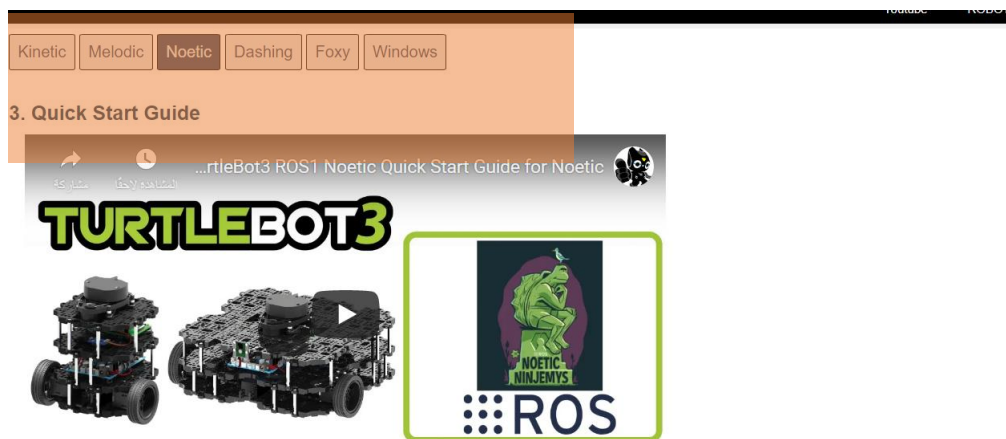 Youtube
Kinetic Melodic Noetic Dashing Foxy Windows
3. Quick Start Guide
...rtleBot3 ROS1 Noetic Quick Start Guide for Noetic
مشاركة المشاهدة لاحقًا
TURTLEBOT3
NOETIC
NINJEMYS
ROS